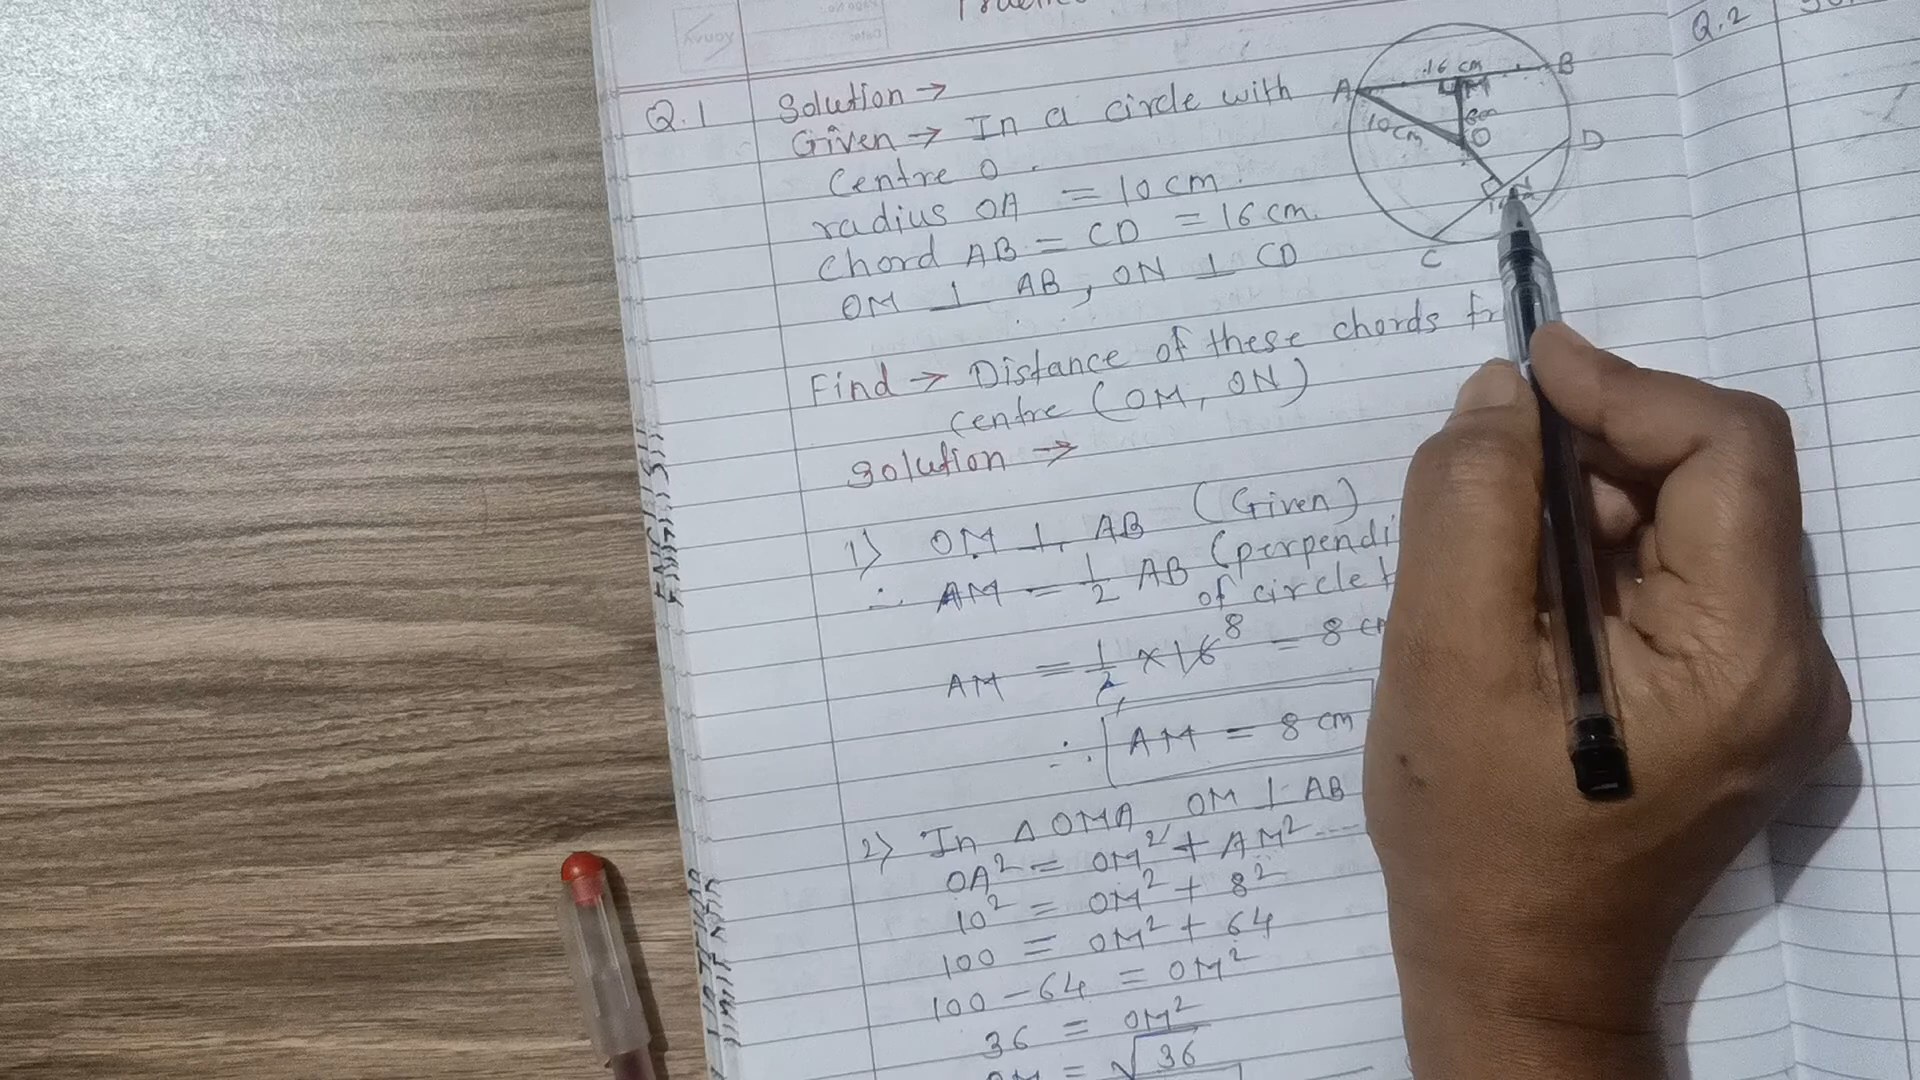 Q.1
Solution →
Given → In a circle with
Centre O.
radius OA = 10 cm.
Chord AB = CD = 16 cm.
OM ⊥ AB, ON ⊥ CD
Find → Distance of these chords
centre (OM, ON)
Solution →
1) OM ⊥ AB (Given)
∴ AM = 1/2 AB
of circle
AM = 1/2 × 16 8 = 8
∴ AM = 8 cm
2) In △ OMA, OM ⊥ AB
OA² = OM² + AM²
10² = OM² + 8²
100 = OM² + 64
100 - 64 = OM²
36 = OM²
= √36
A 16 cm B
M
10 cm
O
D
N
C
Q.2